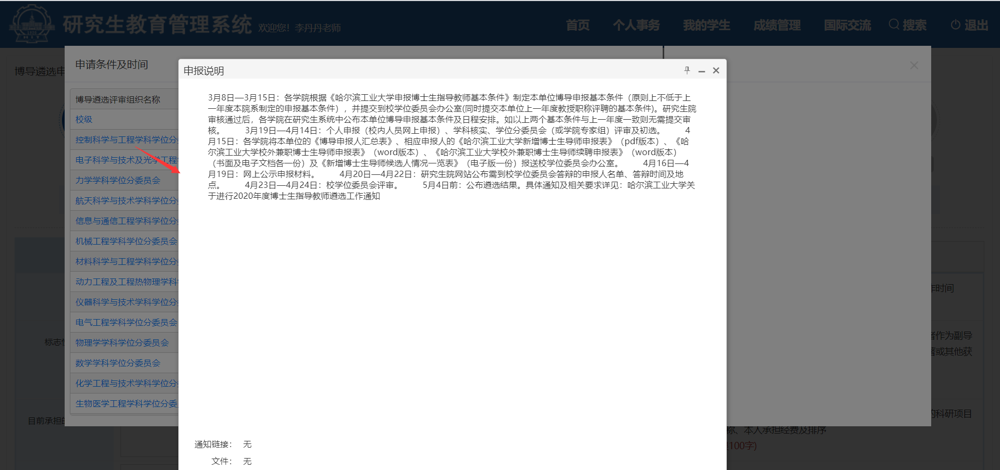 研究生教育管理系统
欢迎您！李丹丹老师
首页
个人事务
我的学生
成绩管理
国际交流
搜索
退出
博导遴选申
申请条件及时间
博导遴选评审组织名称
校级
控制科学与工程学科学位分
电子科学与技术及光学工程
力学学科学位分委员会
航天科学与技术学科学位分
信息与通信工程学科学位分
机械工程学科学位分委员会
材料科学与工程学科学位分
动力工程及工程热物理学科
仪器科学与技术学科学位分
电气工程学科学位分委员会
物理学学科学位分委员会
数学学科学位分委员会
化学工程与技术学科学位分
生物医学工程学科学位分委
申报说明
3月8日—3月15日：各学院根据《哈尔滨工业大学申报博士生指导教师基本条件》制定本单位博导申报基本条件（原则上不低于上
一年度本院系制定的申报基本条件），并提交到校学位委员会办公室(同时提交本单位上一年度教授职称评聘的基本条件)。研究生院
审核通过后，各学院在研究生系统中公布本单位博导申报基本条件及日程安排。如以上两个基本条件与上一年度一致则无需提交审
核。 3月19日—4月14日：个人申报（校内人员网上申报）、学科核实、学位分委员会（或学院专家组）评审及初选。 4
月15日：各学院将本单位的《博导申报人汇总表》、相应申报人的《哈尔滨工业大学新增博士生导师申报表》（pdf版本）、《哈
尔滨工业大学校外兼职博士生导师申报表》（word版本）、《哈尔滨工业大学校外兼职博士生导师续聘申报表》（word版本）
（书面及电子文档各一份）及《新增博士生导师候选人情况一览表》（电子版一份）报送校学位委员会办公室。 4月16日—4
月19日：网上公示申报材料。 4月20日—4月22日：研究生院网站公布需到校学位委员会答辩的申报人名单、答辩时间及地
点。 4月23日—4月24日：校学位委员会评审。 5月4日前：公布遴选结果。具体通知及相关要求详见：哈尔滨工业大学关
于进行2020年度博士生指导教师遴选工作通知
通知链接： 无
文件： 无
标志
目前承担
时间
作为副导
或其他获
科研项目
称、本人承担经费及排序
100字)